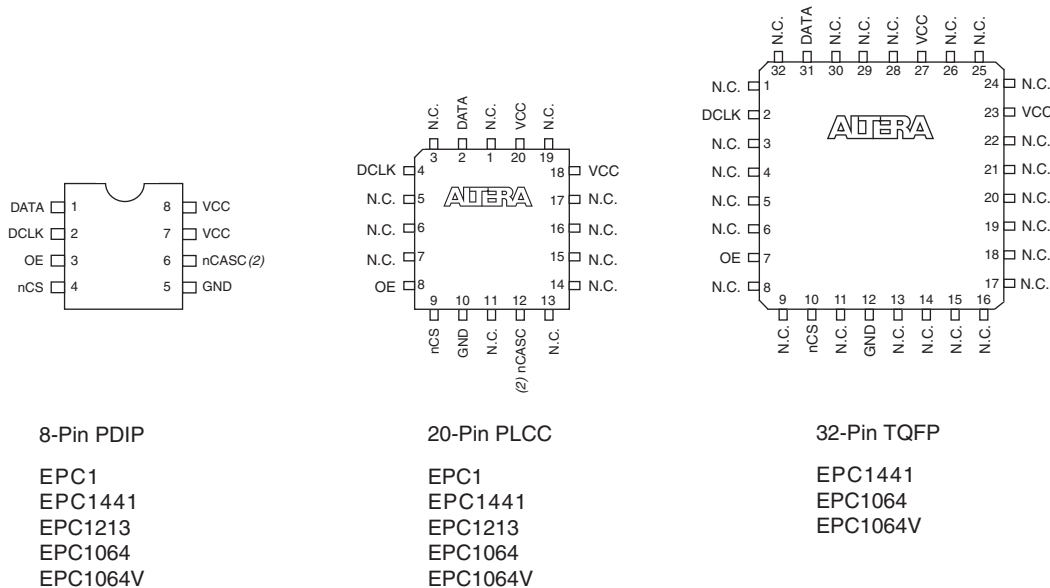 DATA 1 8 VCC
DCLK 2 7 VCC
OE 3 6 nCASC (2)
nCS 4 5 GND
8-Pin PDIP
EPC1
EPC1441
EPC1213
EPC1064
EPC1064V
N.C. DATA N.C. VCC N.C.
3 2 1 20 19
DCLK 4 18 VCC
N.C. 5 ALTERA 17 N.C.
N.C. 6 16 N.C.
N.C. 7 15 N.C.
OE 8 14 N.C.
9 10 11 12 13
nCS GND N.C. (2) nCASC N.C.
20-Pin PLCC
EPC1
EPC1441
EPC1213
EPC1064
EPC1064V
N.C. DATA N.C. N.C. N.C. VCC N.C. N.C.
32 31 30 29 28 27 26 25
N.C. 1 24 N.C.
DCLK 2 ALTERA 23 VCC
N.C. 3 22 N.C.
N.C. 4 21 N.C.
N.C. 5 20 N.C.
N.C. 6 19 N.C.
OE 7 18 N.C.
N.C. 8 17 N.C.
9 10 11 12 13 14 15 16
N.C. nCS N.C. GND N.C. N.C. N.C. N.C.
32-Pin TQFP
EPC1441
EPC1064
EPC1064V